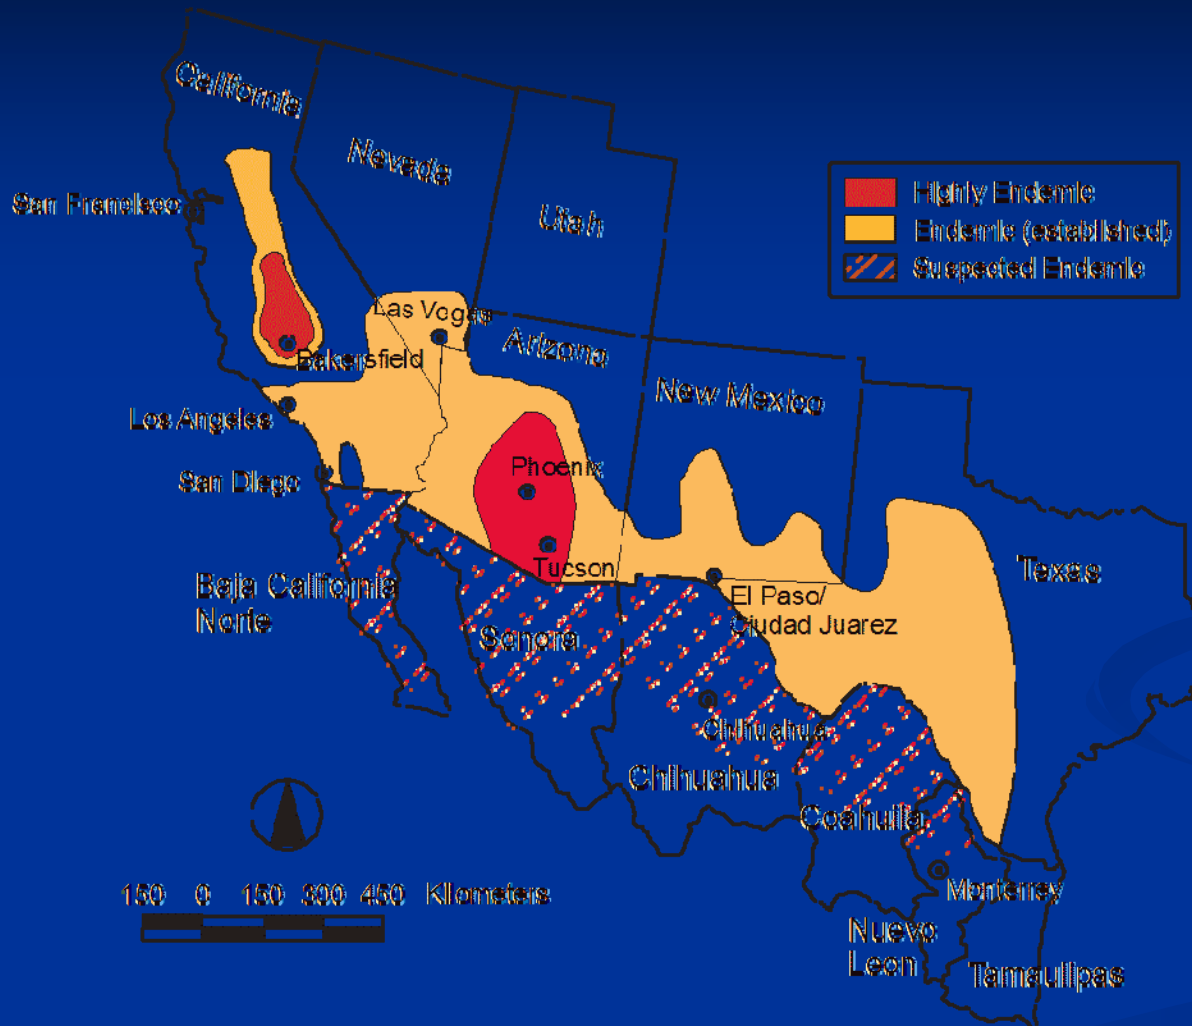 California
Nevada
San Francisco
Utah
Highly Endemic
Endemic (established)
Suspected Endemic
Las Vegas
Arizona
Bakersfield
New Mexico
Los Angeles
Phoenix
San Diego
Tucson
Texas
Baja California
Norte
El Paso/
Ciudad Juarez
Sonora
Chihuahua
Chihuahua
Coahuila
150 0 150 300 450 Kilometers
Monterrey
Nuevo
Leon
Tamaulipas